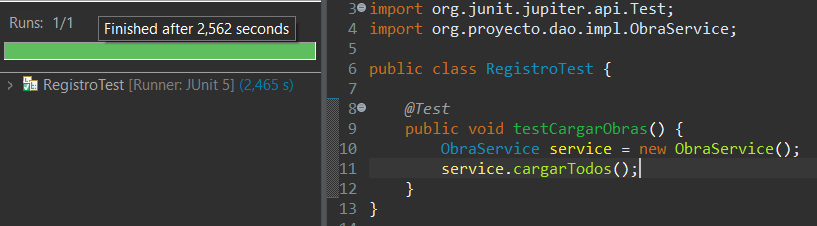 Runs: 1/1
Finished after 2,562 seconds
RegistroTest [Runner: JUnit 5] (2,465 s)
3 import org.junit.jupiter.api.Test;
4 import org.proyecto.dao.impl.ObraService;
5
6 public class RegistroTest {
7
8 @Test
9 public void testCargarObras() {
10 ObraService service = new ObraService();
11 service.cargarTodos();
12 }
13 }